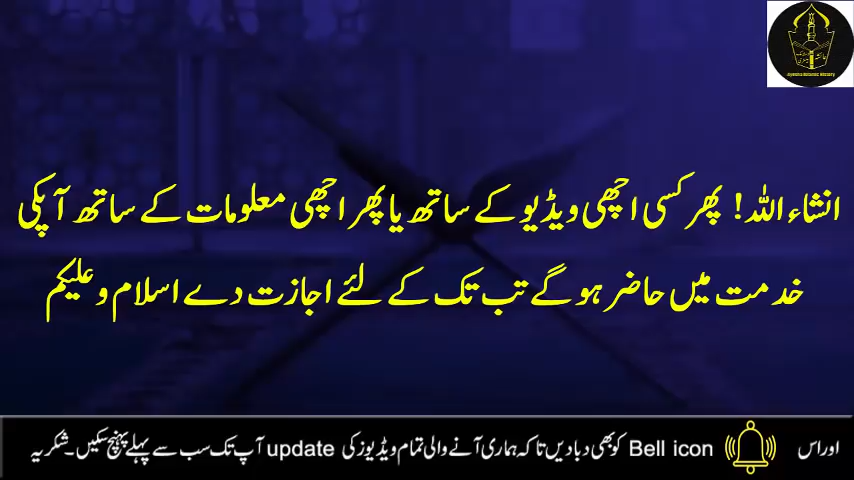 انشاء اللہ! پھر کسی اچھی ویڈیو کے ساتھ یا پھر اچھی معلومات کے ساتھ آپکی
خدمت میں حاضر ہوگے تب تک کے لئے اجازت دے اسلام وعلیکم
اور اس Bell icon کو بھی دبا دیں تاکہ ہماری آنے والی تمام ویڈیوز کی update آپ تک سب سے پہلے پہنچ سکیں۔ شکریہ